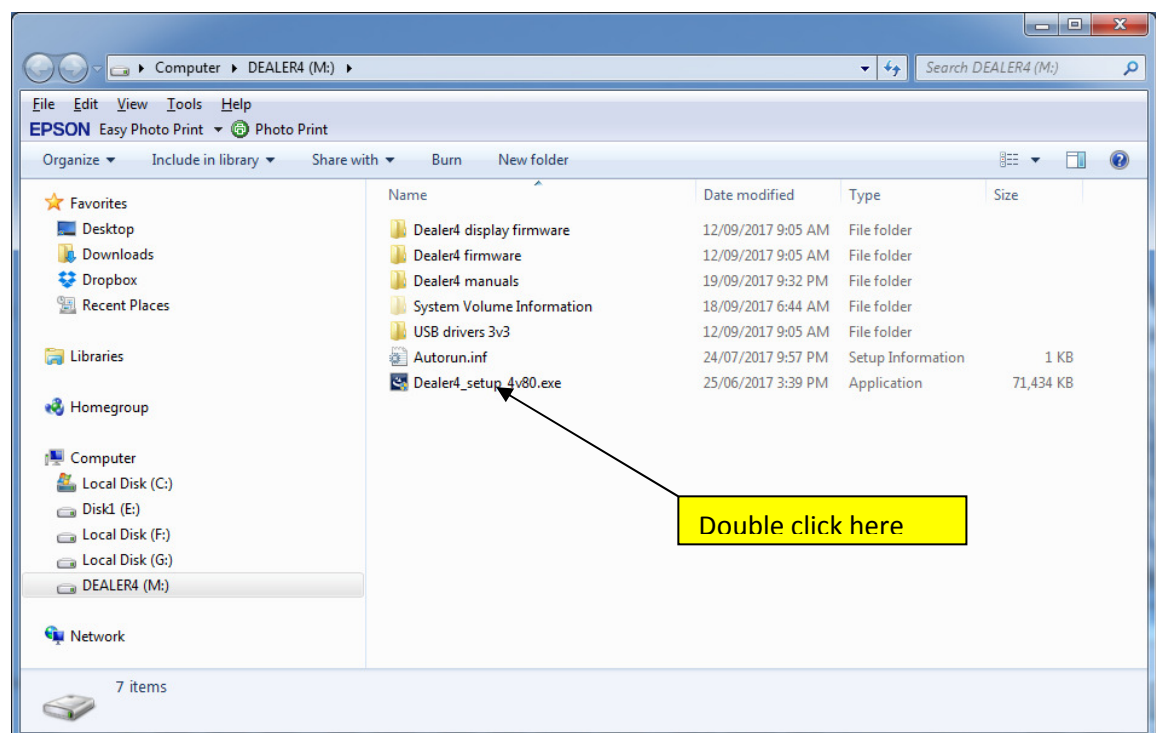 Computer DEALER4 (M:) Search DEALER4 (M:)
File Edit View Tools Help
EPSON Easy Photo Print Photo Print
Organize Include in library Share with Burn New folder
Favorites
Desktop
Downloads
Dropbox
Recent Places
Libraries
Homegroup
Computer
Local Disk (C:)
Disk1 (E:)
Local Disk (F:)
Local Disk (G:)
DEALER4 (M:)
Network
Name Date modified Type Size
Dealer4 display firmware 12/09/2017 9:05 AM File folder
Dealer4 firmware 12/09/2017 9:05 AM File folder
Dealer4 manuals 19/09/2017 9:32 PM File folder
System Volume Information 18/09/2017 6:44 AM File folder
USB drivers 3v3 12/09/2017 9:05 AM File folder
Autorun.inf 24/07/2017 9:57 PM Setup Information 1 KB
Dealer4_setup_4v80.exe 25/06/2017 3:39 PM Application 71,434 KB
Double click here
7 items